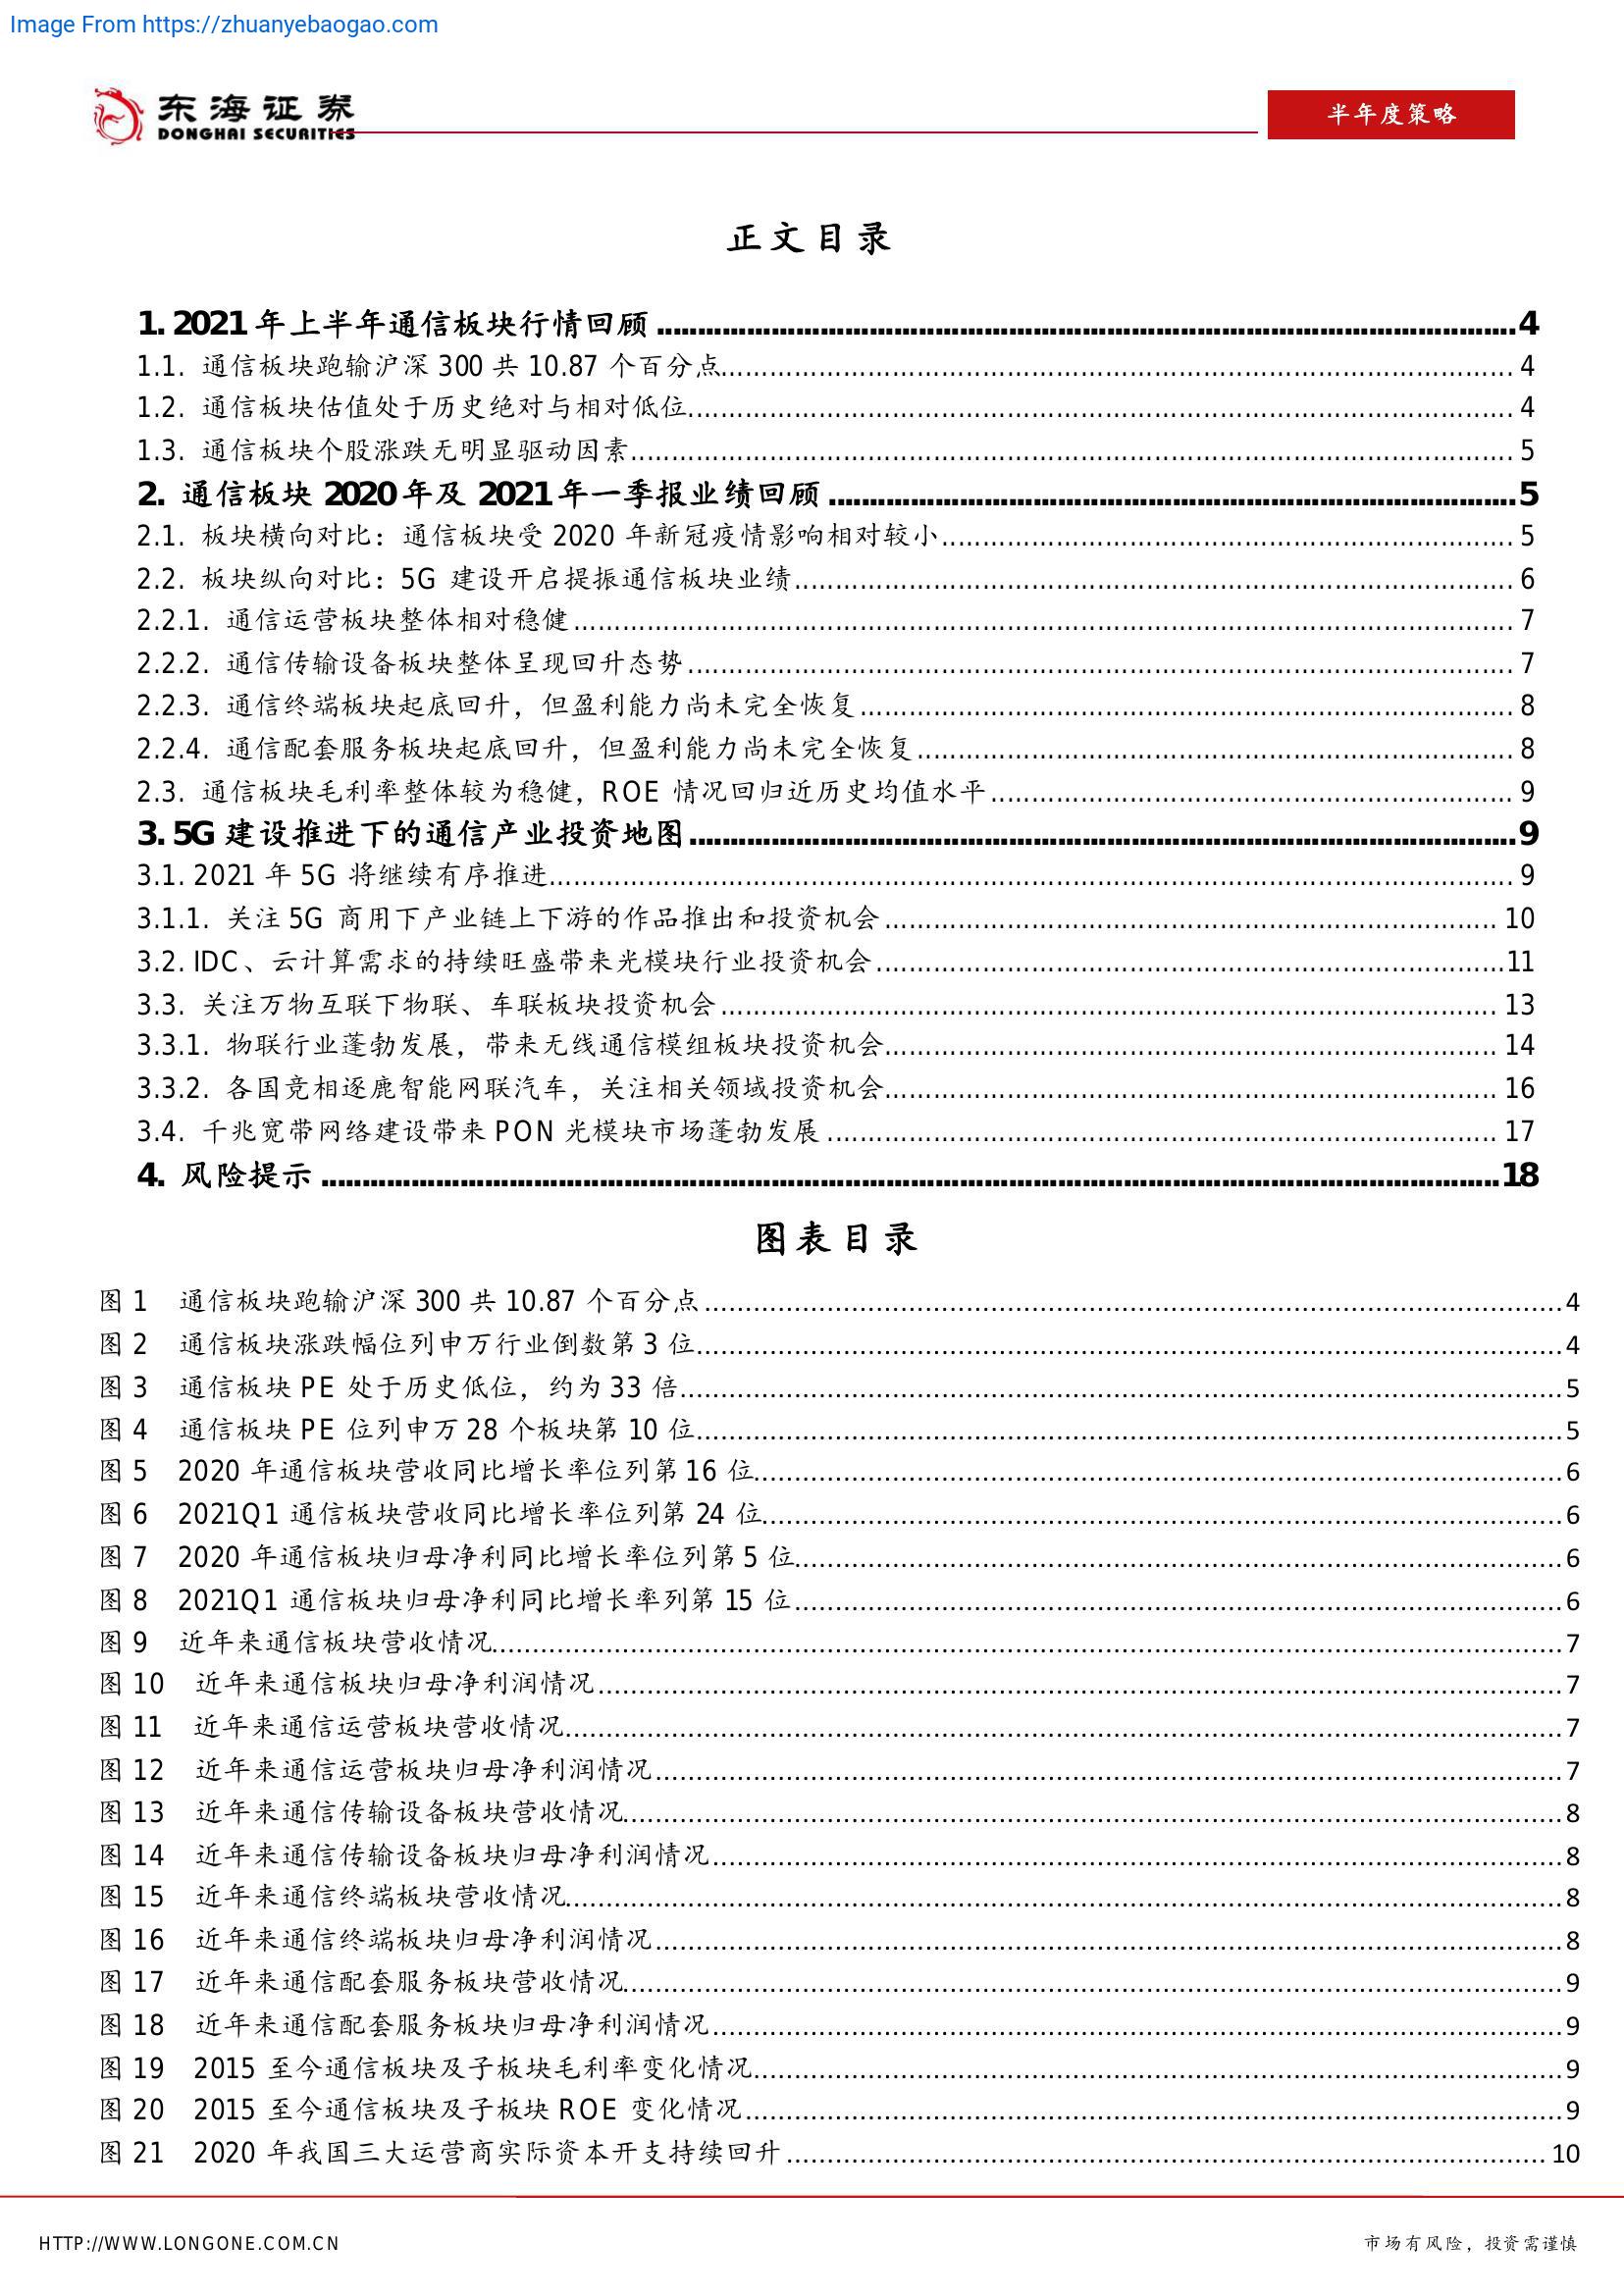 Image From https://zhuanyebaogao.com
东海证券
DONGHAI SECURITIES
半年度策略
正文目录
1. 2021 年上半年通信板块行情回顾 ........ 4
1.1. 通信板块跑输沪深 300 共 10.87 个百分点........ 4
1.2. 通信板块估值处于历史绝对与相对低位........ 4
1.3. 通信板块个股涨跌无明显驱动因素........ 5
2. 通信板块 2020 年及 2021 年一季报业绩回顾 ........ 5
2.1. 板块横向对比：通信板块受 2020 年新冠疫情影响相对较小........ 5
2.2. 板块纵向对比：5G 建设开启提振通信板块业绩........ 6
2.2.1. 通信运营板块整体相对稳健........ 7
2.2.2. 通信传输设备板块整体呈现回升态势........ 7
2.2.3. 通信终端板块起底回升，但盈利能力尚未完全恢复........ 8
2.2.4. 通信配套服务板块起底回升，但盈利能力尚未完全恢复........ 8
2.3. 通信板块毛利率整体较为稳健，ROE 情况回归近历史均值水平........ 9
3. 5G 建设推进下的通信产业投资地图........ 9
3.1. 2021 年 5G 将继续有序推进........ 9
3.1.1. 关注 5G 商用下产业链上下游的作品推出和投资机会........ 10
3.2. IDC、云计算需求的持续旺盛带来光模块行业投资机会........ 11
3.3. 关注万物互联下物联、车联板块投资机会........ 13
3.3.1. 物联行业蓬勃发展，带来无线通信模组板块投资机会........ 14
3.3.2. 各国竞相逐鹿智能网联汽车，关注相关领域投资机会........ 16
3.4. 千兆宽带网络建设带来 PON 光模块市场蓬勃发展 ........ 17
4. 风险提示 ........ 18
图表目录
图 1 通信板块跑输沪深 300 共 10.87 个百分点........ 4
图 2 通信板块涨跌幅位列申万行业倒数第 3 位........ 4
图 3 通信板块 PE 处于历史低位，约为 33 倍........ 5
图 4 通信板块 PE 位列申万 28 个板块第 10 位........ 5
图 5 2020 年通信板块营收同比增长率位列第 16 位........ 6
图 6 2021Q1 通信板块营收同比增长率位列第 24 位........ 6
图 7 2020 年通信板块归母净利同比增长率位列第 5 位........ 6
图 8 2021Q1 通信板块归母净利同比增长率列第 15 位........ 6
图 9 近年来通信板块营收情况........ 7
图 10 近年来通信板块归母净利润情况........ 7
图 11 近年来通信运营板块营收情况........ 7
图 12 近年来通信运营板块归母净利润情况........ 7
图 13 近年来通信传输设备板块营收情况........ 8
图 14 近年来通信传输设备板块归母净利润情况........ 8
图 15 近年来通信终端板块营收情况........ 8
图 16 近年来通信终端板块归母净利润情况........ 8
图 17 近年来通信配套服务板块营收情况........ 9
图 18 近年来通信配套服务板块归母净利润情况........ 9
图 19 2015 至今通信板块及子板块毛利率变化情况........ 9
图 20 2015 至今通信板块及子板块 ROE 变化情况........ 9
图 21 2020 年我国三大运营商实际资本开支持续回升........ 10
HTTP://WWW.LONGONE.COM.CN
市场有风险，投资需谨慎